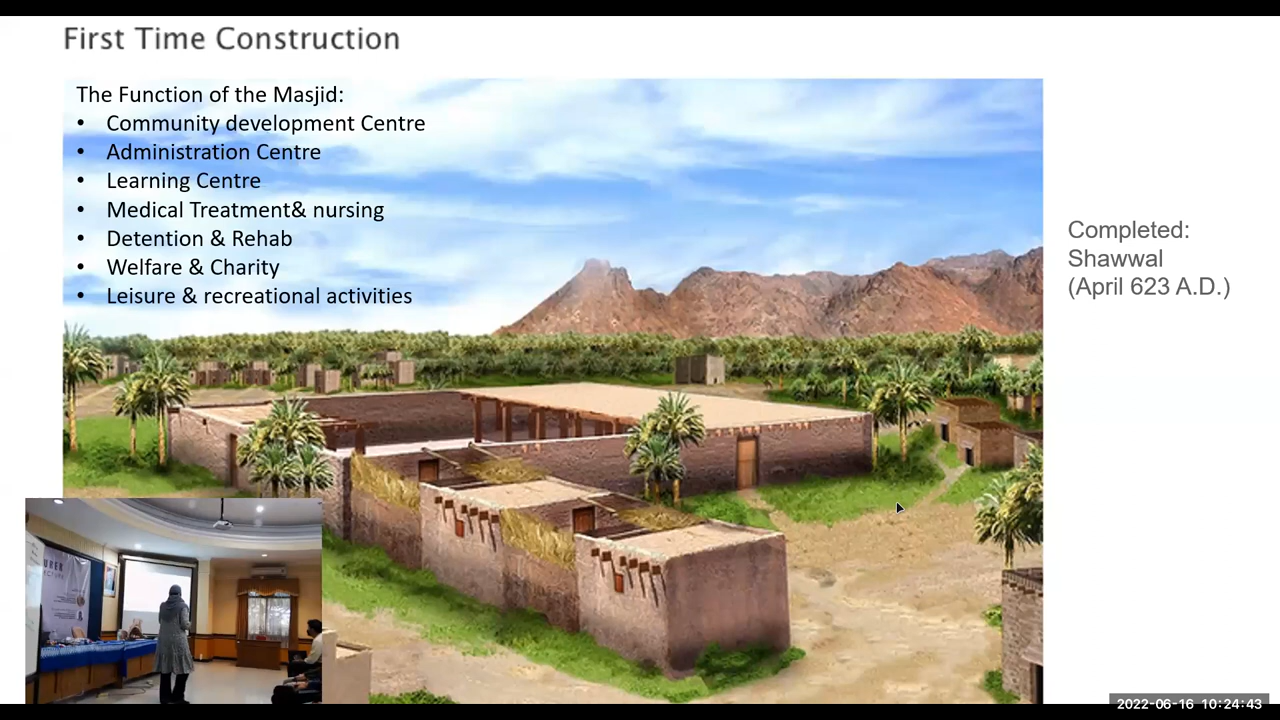 First Time Construction
The Function of the Masjid:
• Community development Centre
• Administration Centre
• Learning Centre
• Medical Treatment& nursing
• Detention & Rehab
• Welfare & Charity
• Leisure & recreational activities
Completed:
Shawwal
(April 623 A.D.)
2022-06-16 10:24:43